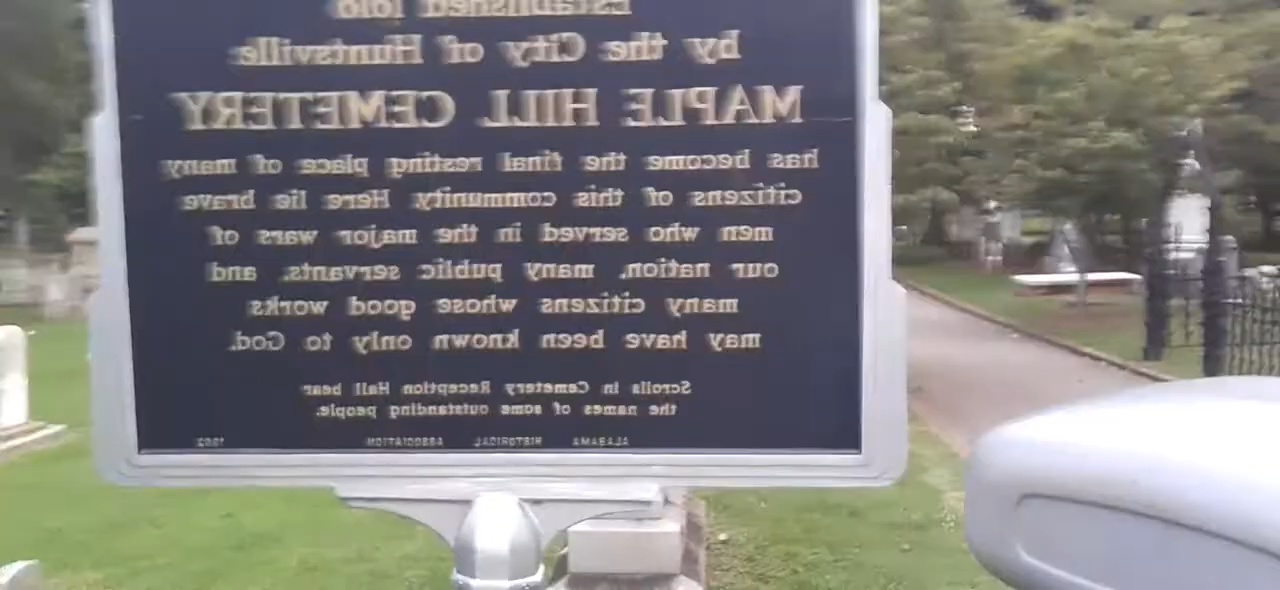 Established 1818
by the City of Huntsville
MAPLE HILL CEMETERY
has become the final resting place of many
citizens of this community. Here lie brave
men who served in the major wars of
our nation, many public servants, and
many citizens whose good works
may have been known only to God.
Scrolls in Cemetery Reception Hall bear
the names of some outstanding people.
ALABAMA HISTORICAL ASSOCIATION